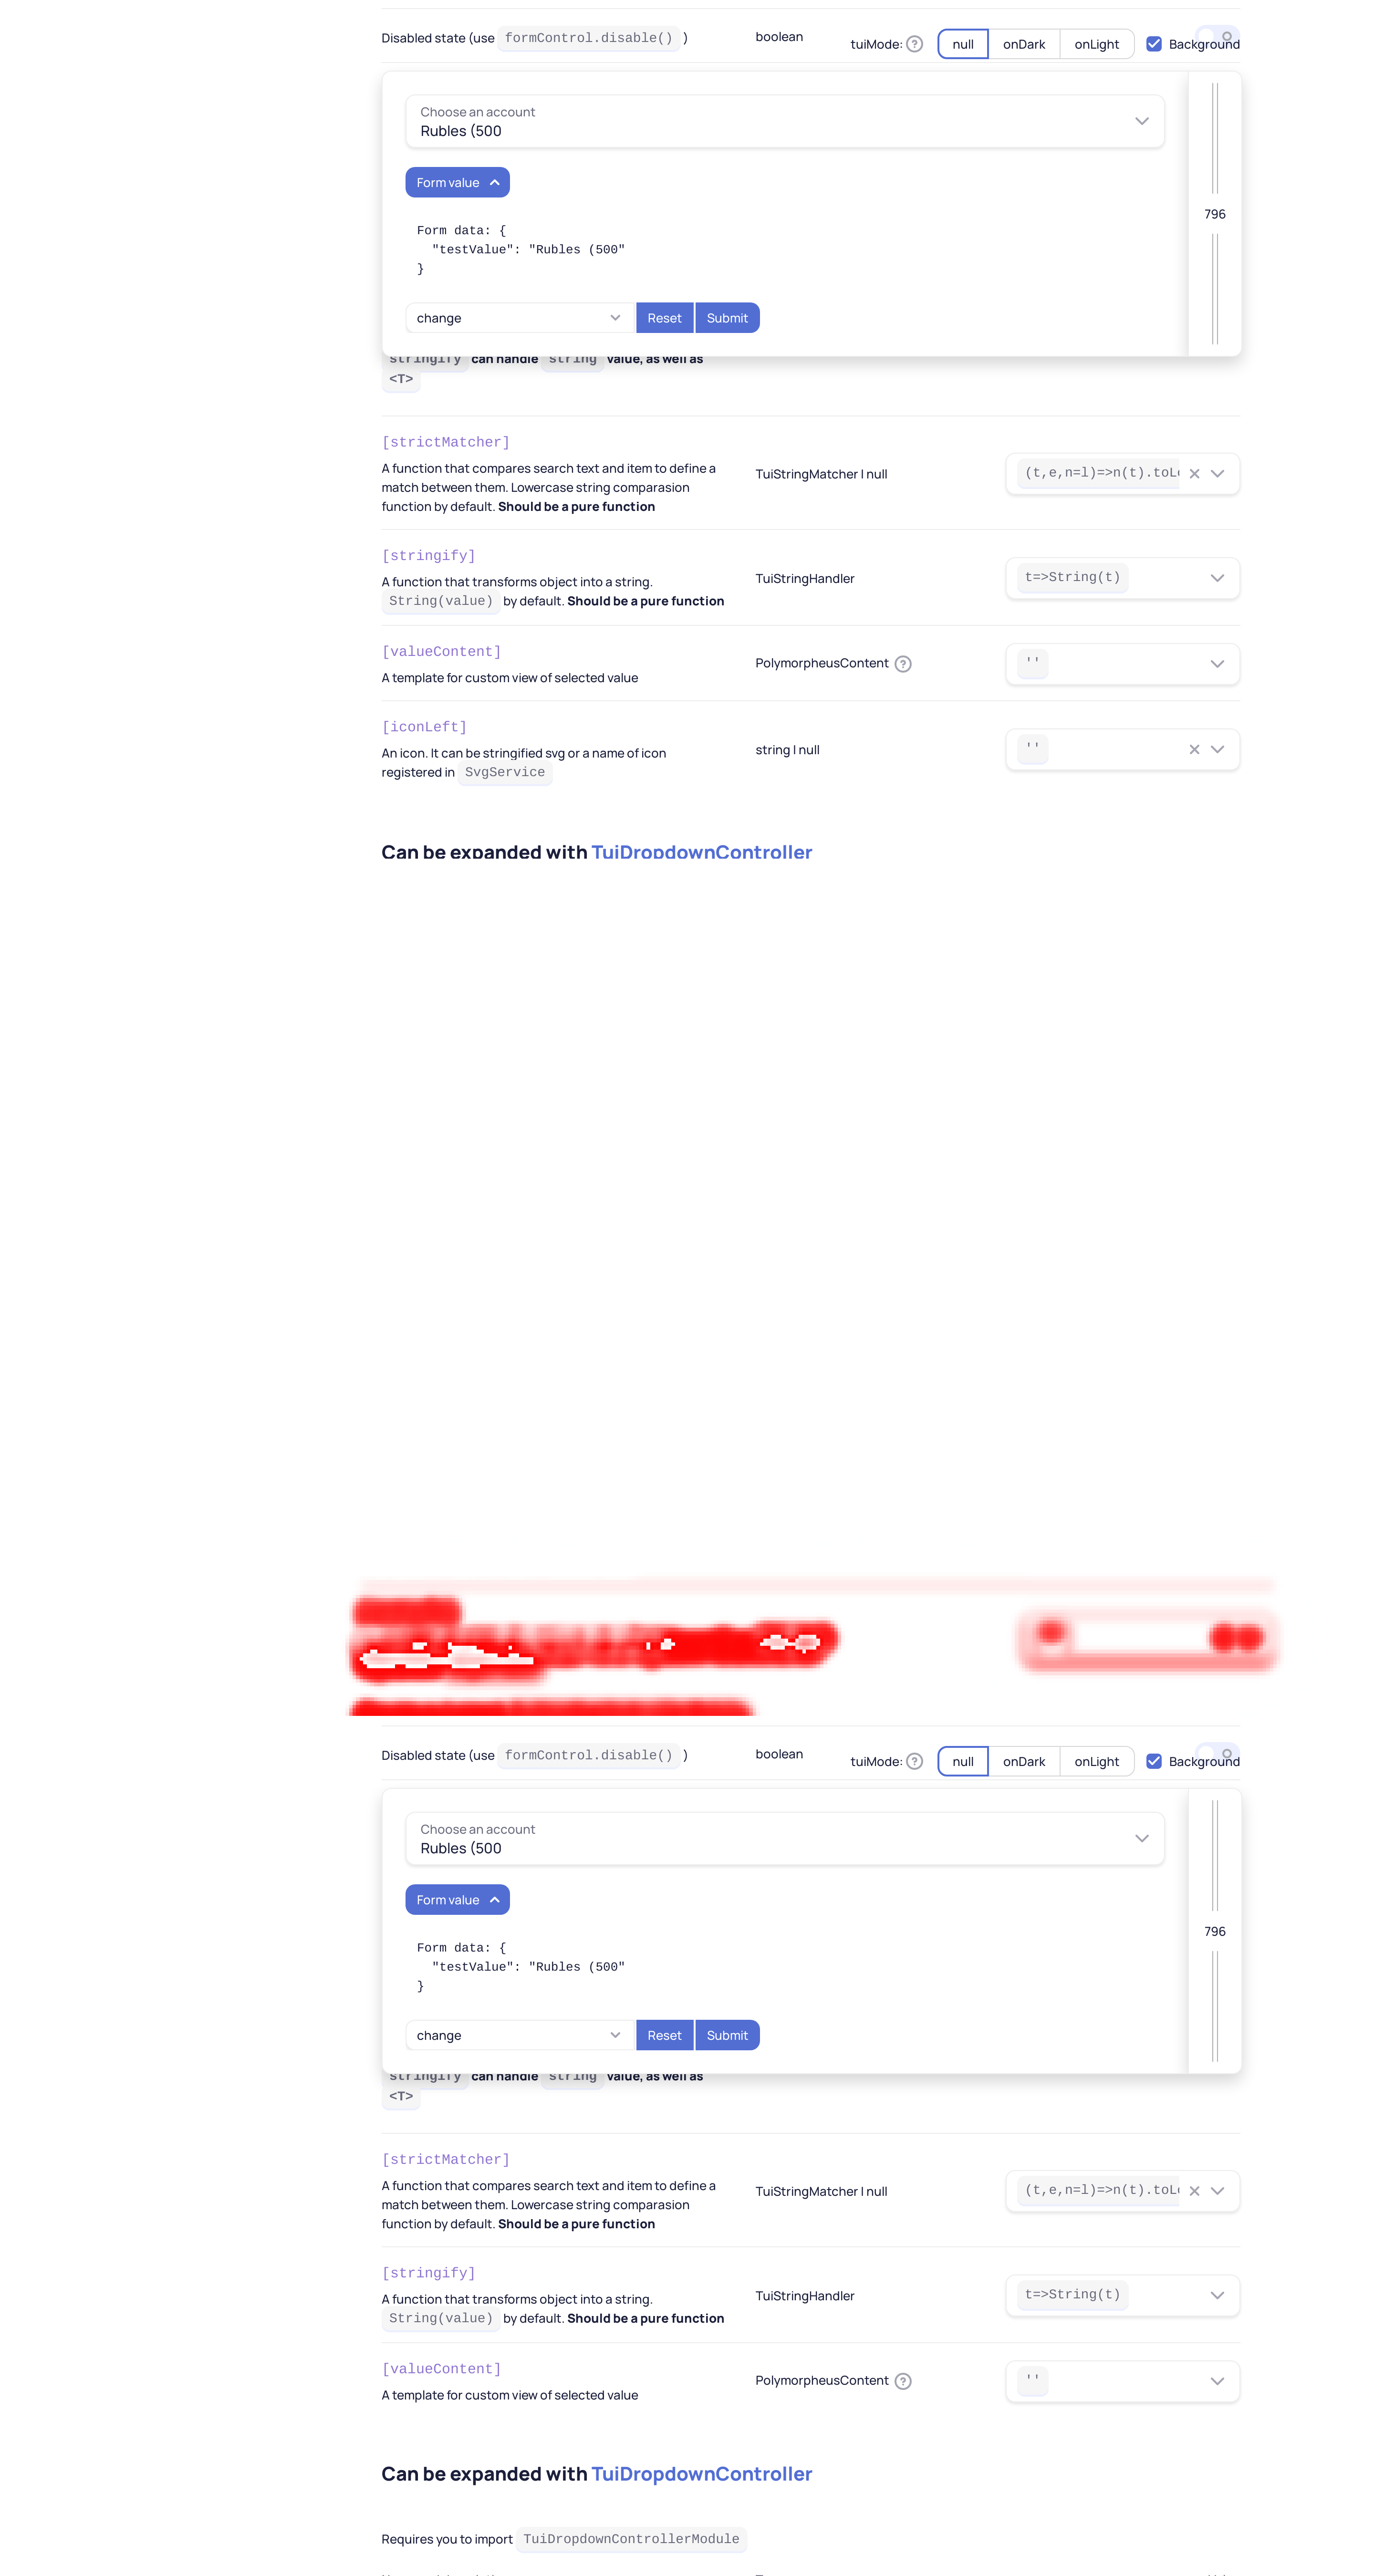 Disabled state (use formControl.disable() )
boolean
tuiMode:
null onDark onLight
Background
Choose an account
Rubles (500
Form value
796
Form data: {
"testValue": "Rubles (500"
}
change
Reset Submit
stringify can handle string value, as well as
<T>
[strictMatcher]
A function that compares search text and item to define a
match between them. Lowercase string comparasion
function by default. Should be a pure function
TuiStringMatcher | null
(t,e,n=l)=>n(t).toLo
[stringify]
A function that transforms object into a string.
String(value) by default. Should be a pure function
TuiStringHandler
t=>String(t)
[valueContent]
A template for custom view of selected value
PolymorpheusContent
''
[iconLeft]
An icon. It can be stringified svg or a name of icon
registered in SvgService
string | null
''
Can be expanded with TuiDropdownController
Disabled state (use formControl.disable() )
boolean
tuiMode:
null onDark onLight
Background
Choose an account
Rubles (500
Form value
796
Form data: {
"testValue": "Rubles (500"
}
change
Reset Submit
stringify can handle string value, as well as
<T>
[strictMatcher]
A function that compares search text and item to define a
match between them. Lowercase string comparasion
function by default. Should be a pure function
TuiStringMatcher | null
(t,e,n=l)=>n(t).toLo
[stringify]
A function that transforms object into a string.
String(value) by default. Should be a pure function
TuiStringHandler
t=>String(t)
[valueContent]
A template for custom view of selected value
PolymorpheusContent
''
Can be expanded with TuiDropdownController
Requires you to import TuiDropdownControllerModule